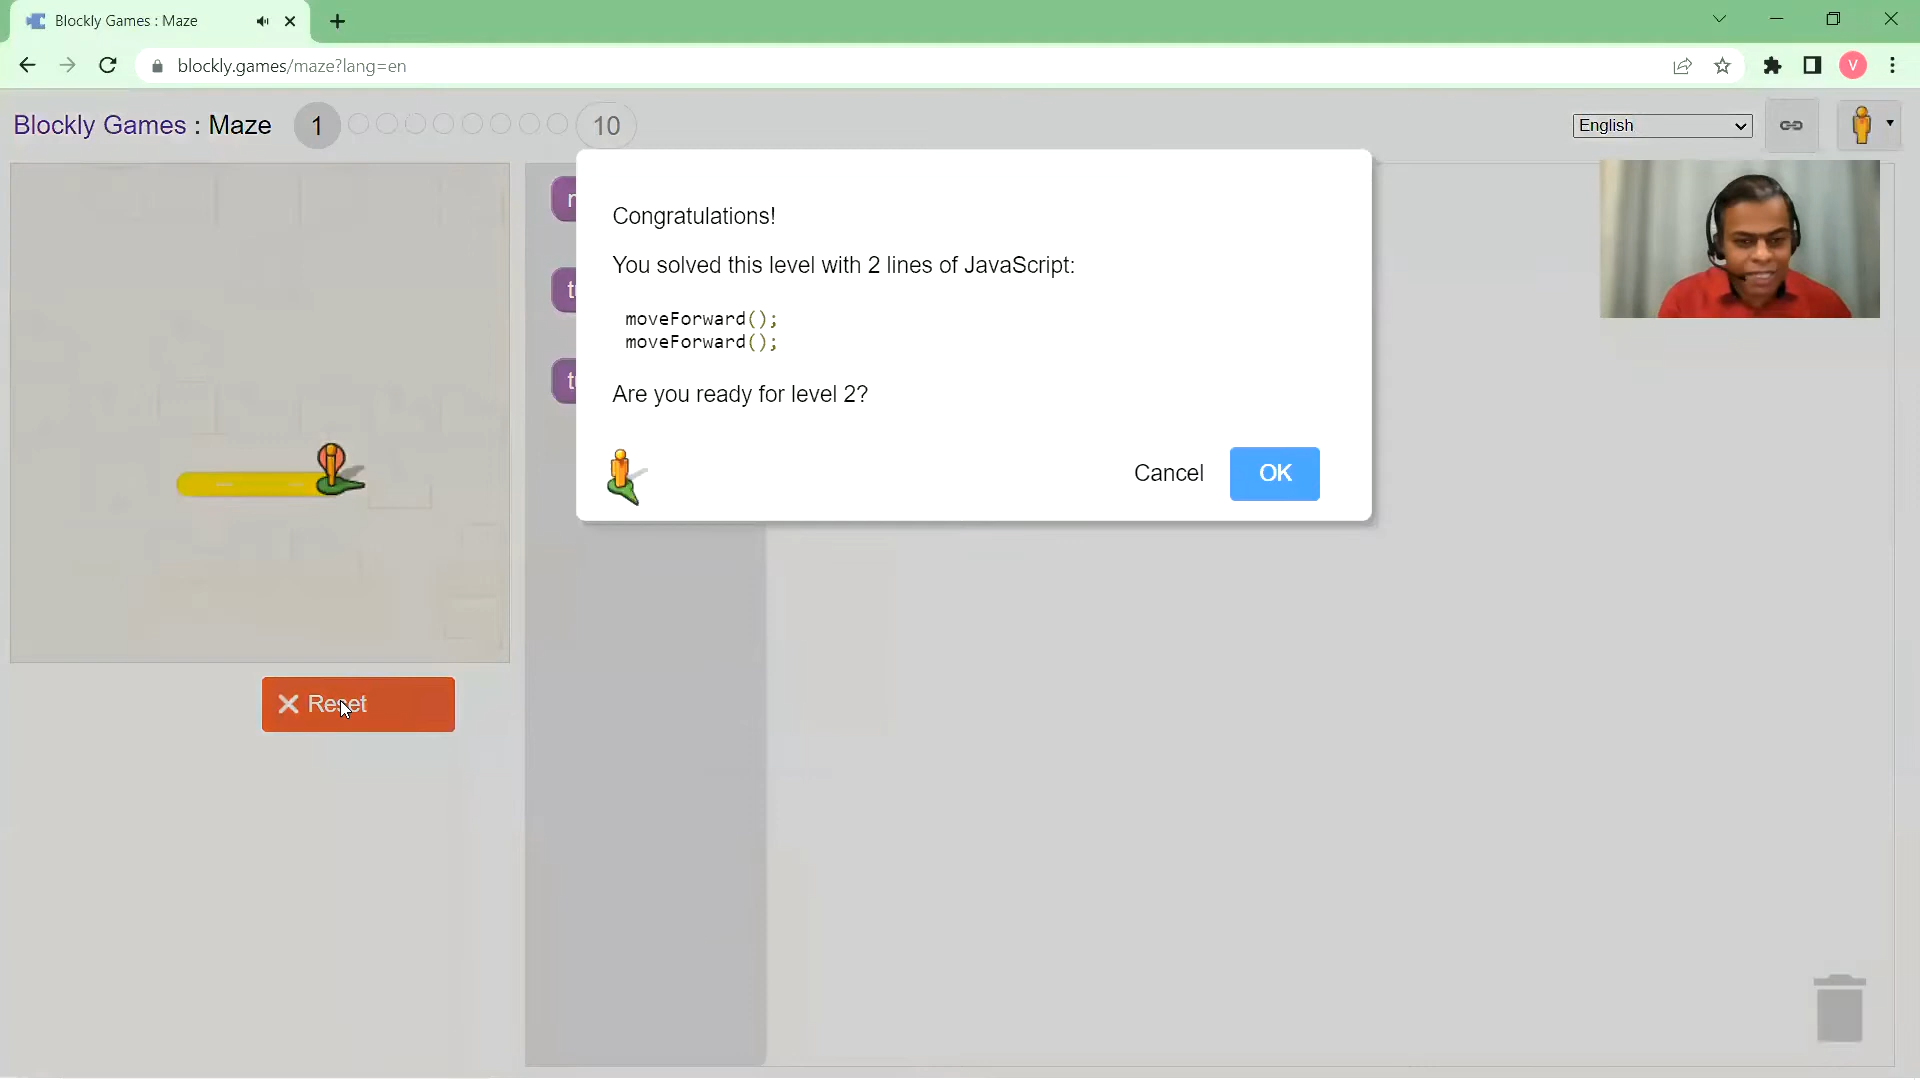 Blockly Games : Maze
blockly.games/maze?lang=en
V
Blockly Games : Maze
1
10
English
Congratulations!
You solved this level with 2 lines of JavaScript:
moveForward();
moveForward();
Are you ready for level 2?
Cancel
OK
Reset